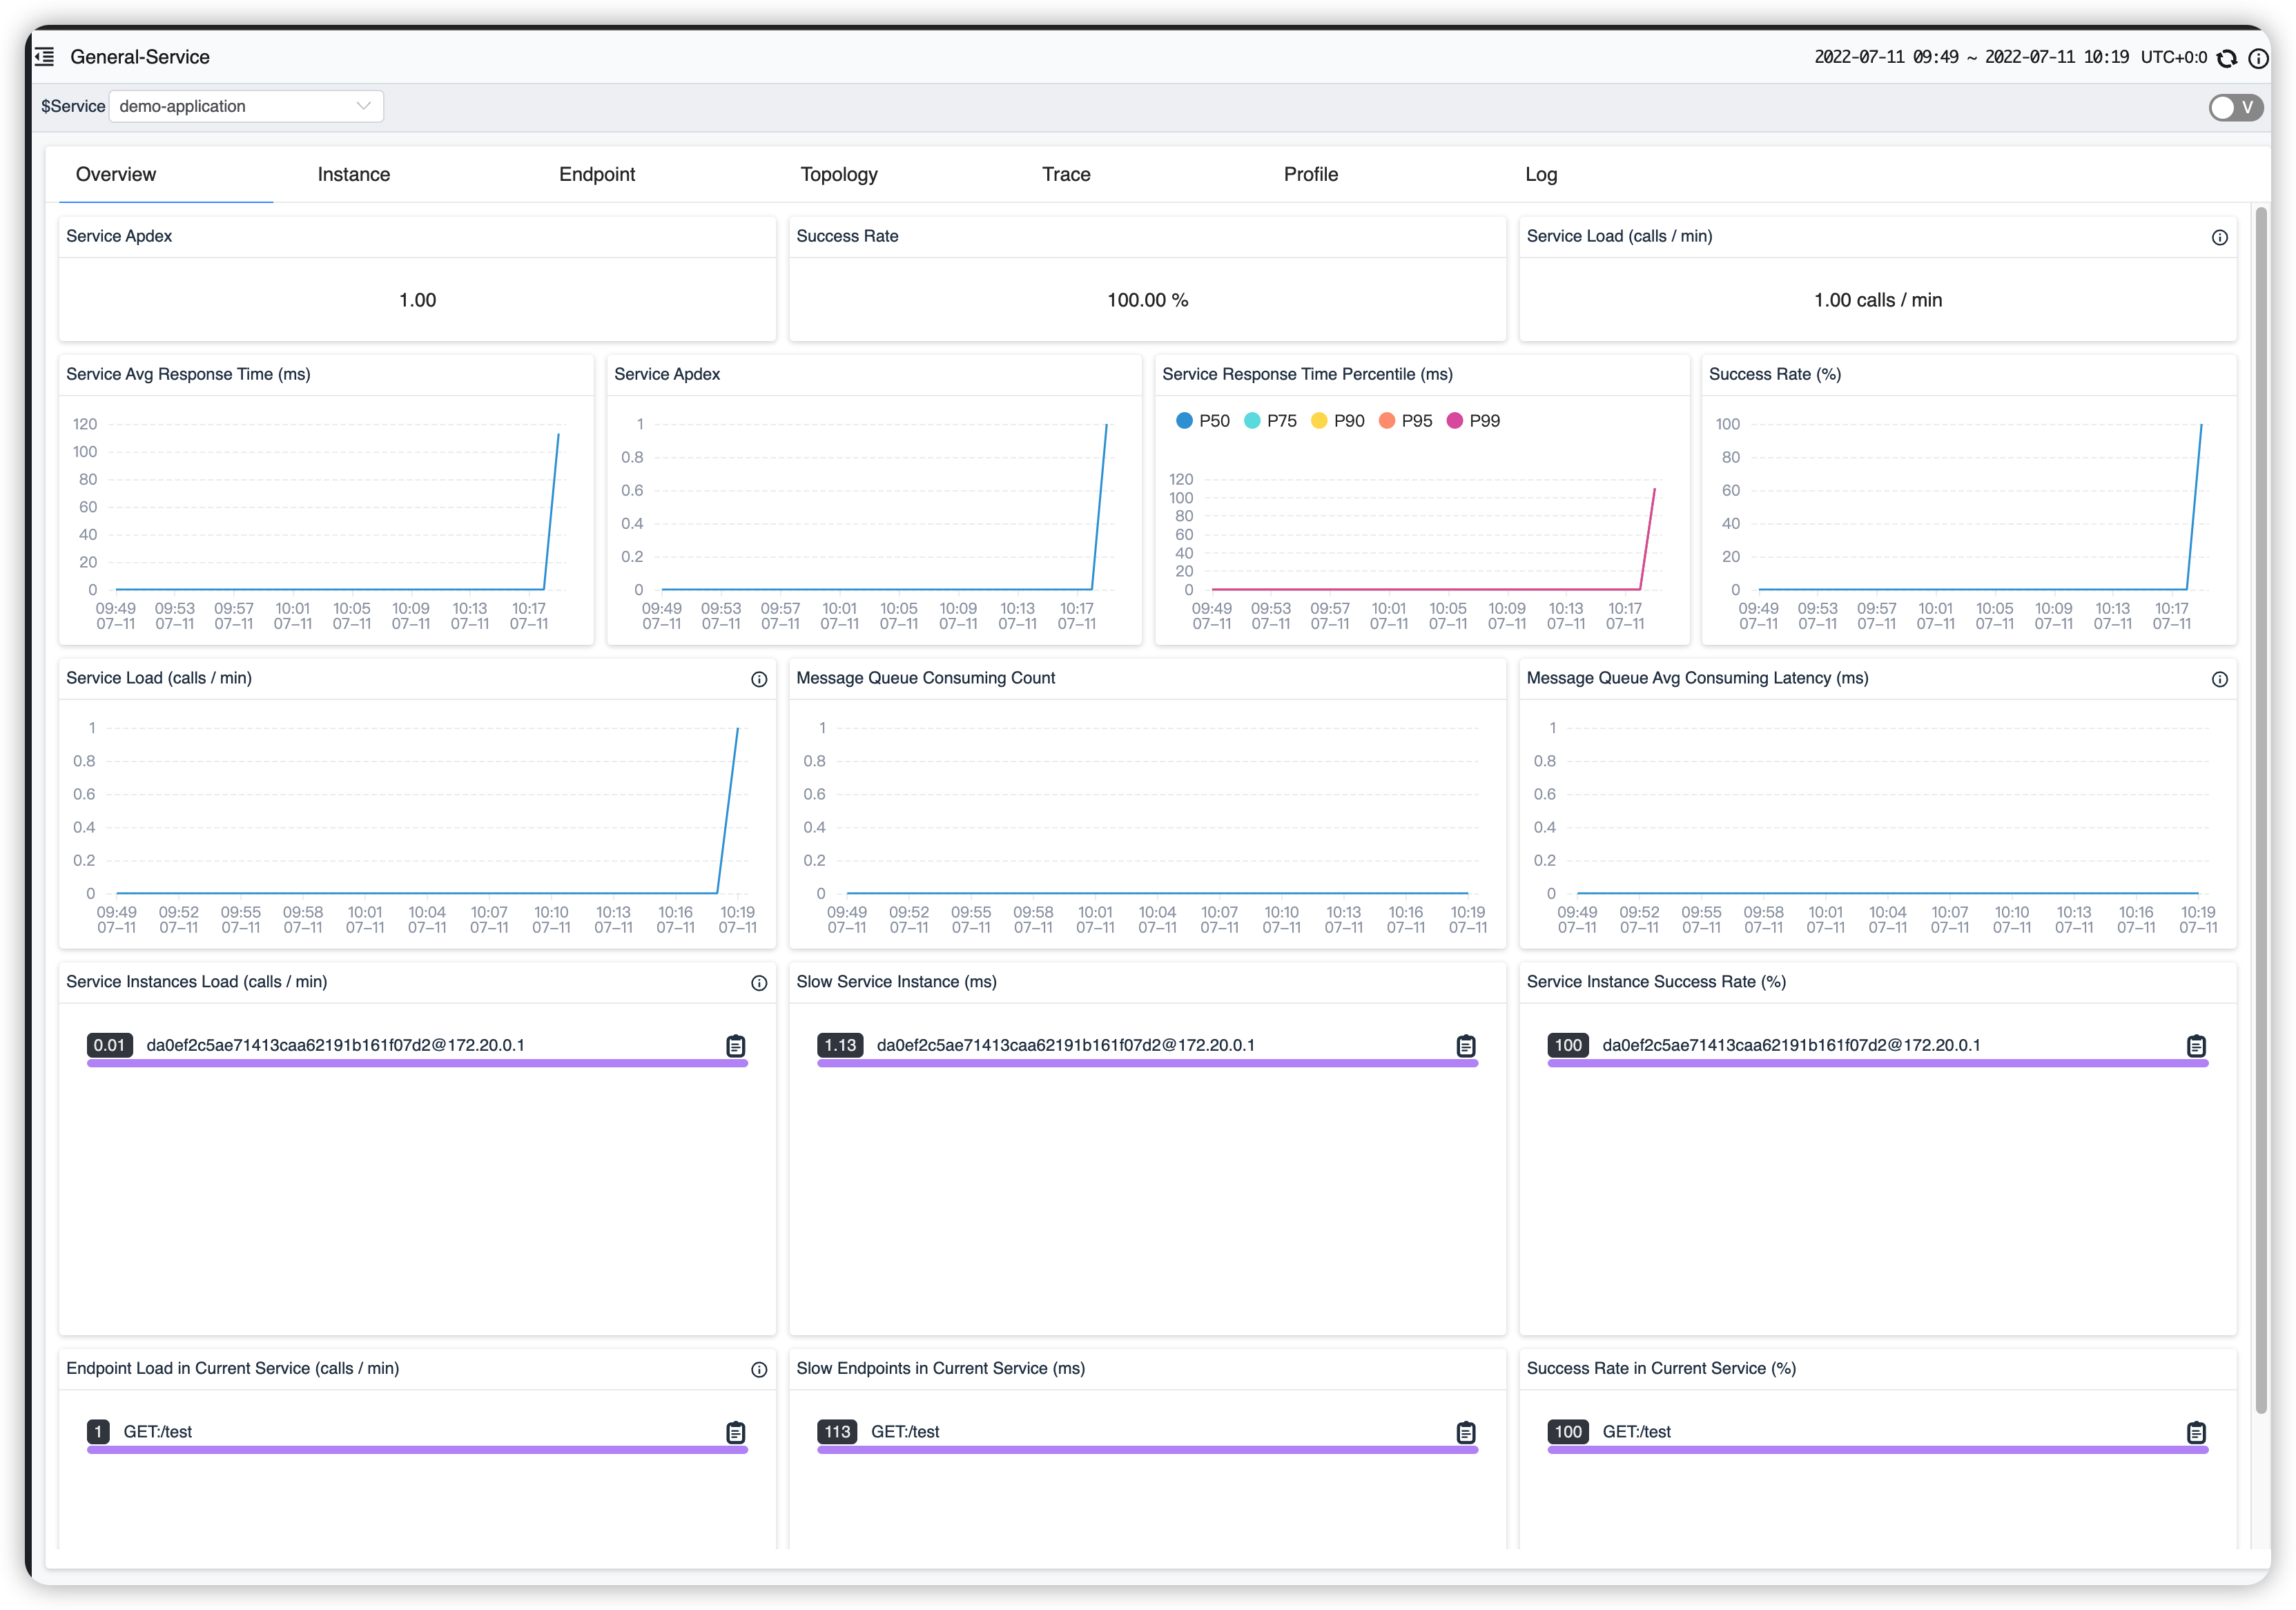 General-Service
2022-07-11 09:49 ~ 2022-07-11 10:19 UTC+0:0
$Service demo-application V
Overview Instance Endpoint Topology Trace Profile Log
Service Apdex
1.00
Success Rate
100.00 %
Service Load (calls / min)
1.00 calls / min
Service Avg Response Time (ms)
120
100
80
60
40
20
0
09:49 09:53 09:57 10:01 10:05 10:09 10:13 10:17
07–11 07–11 07–11 07–11 07–11 07–11 07–11 07–11
Service Apdex
1
0.8
0.6
0.4
0.2
0
09:49 09:53 09:57 10:01 10:05 10:09 10:13 10:17
07–11 07–11 07–11 07–11 07–11 07–11 07–11 07–11
Service Response Time Percentile (ms)
P50 P75 P90 P95 P99
120
100
80
60
40
20
0
09:49 09:53 09:57 10:01 10:05 10:09 10:13 10:17
07–11 07–11 07–11 07–11 07–11 07–11 07–11 07–11
Success Rate (%)
100
80
60
40
20
0
09:49 09:53 09:57 10:01 10:05 10:09 10:13 10:17
07–11 07–11 07–11 07–11 07–11 07–11 07–11 07–11
Service Load (calls / min)
1
0.8
0.6
0.4
0.2
0
09:49 09:52 09:55 09:58 10:01 10:04 10:07 10:10 10:13 10:16 10:19
07–11 07–11 07–11 07–11 07–11 07–11 07–11 07–11 07–11 07–11 07–11
Message Queue Consuming Count
1
0.8
0.6
0.4
0.2
0
09:49 09:52 09:55 09:58 10:01 10:04 10:07 10:10 10:13 10:16 10:19
07–11 07–11 07–11 07–11 07–11 07–11 07–11 07–11 07–11 07–11 07–11
Message Queue Avg Consuming Latency (ms)
1
0.8
0.6
0.4
0.2
0
09:49 09:52 09:55 09:58 10:01 10:04 10:07 10:10 10:13 10:16 10:19
07–11 07–11 07–11 07–11 07–11 07–11 07–11 07–11 07–11 07–11 07–11
Service Instances Load (calls / min)
0.01 da0ef2c5ae71413caa62191b161f07d2@172.20.0.1
Slow Service Instance (ms)
1.13 da0ef2c5ae71413caa62191b161f07d2@172.20.0.1
Service Instance Success Rate (%)
100 da0ef2c5ae71413caa62191b161f07d2@172.20.0.1
Endpoint Load in Current Service (calls / min)
1 GET:/test
Slow Endpoints in Current Service (ms)
113 GET:/test
Success Rate in Current Service (%)
100 GET:/test